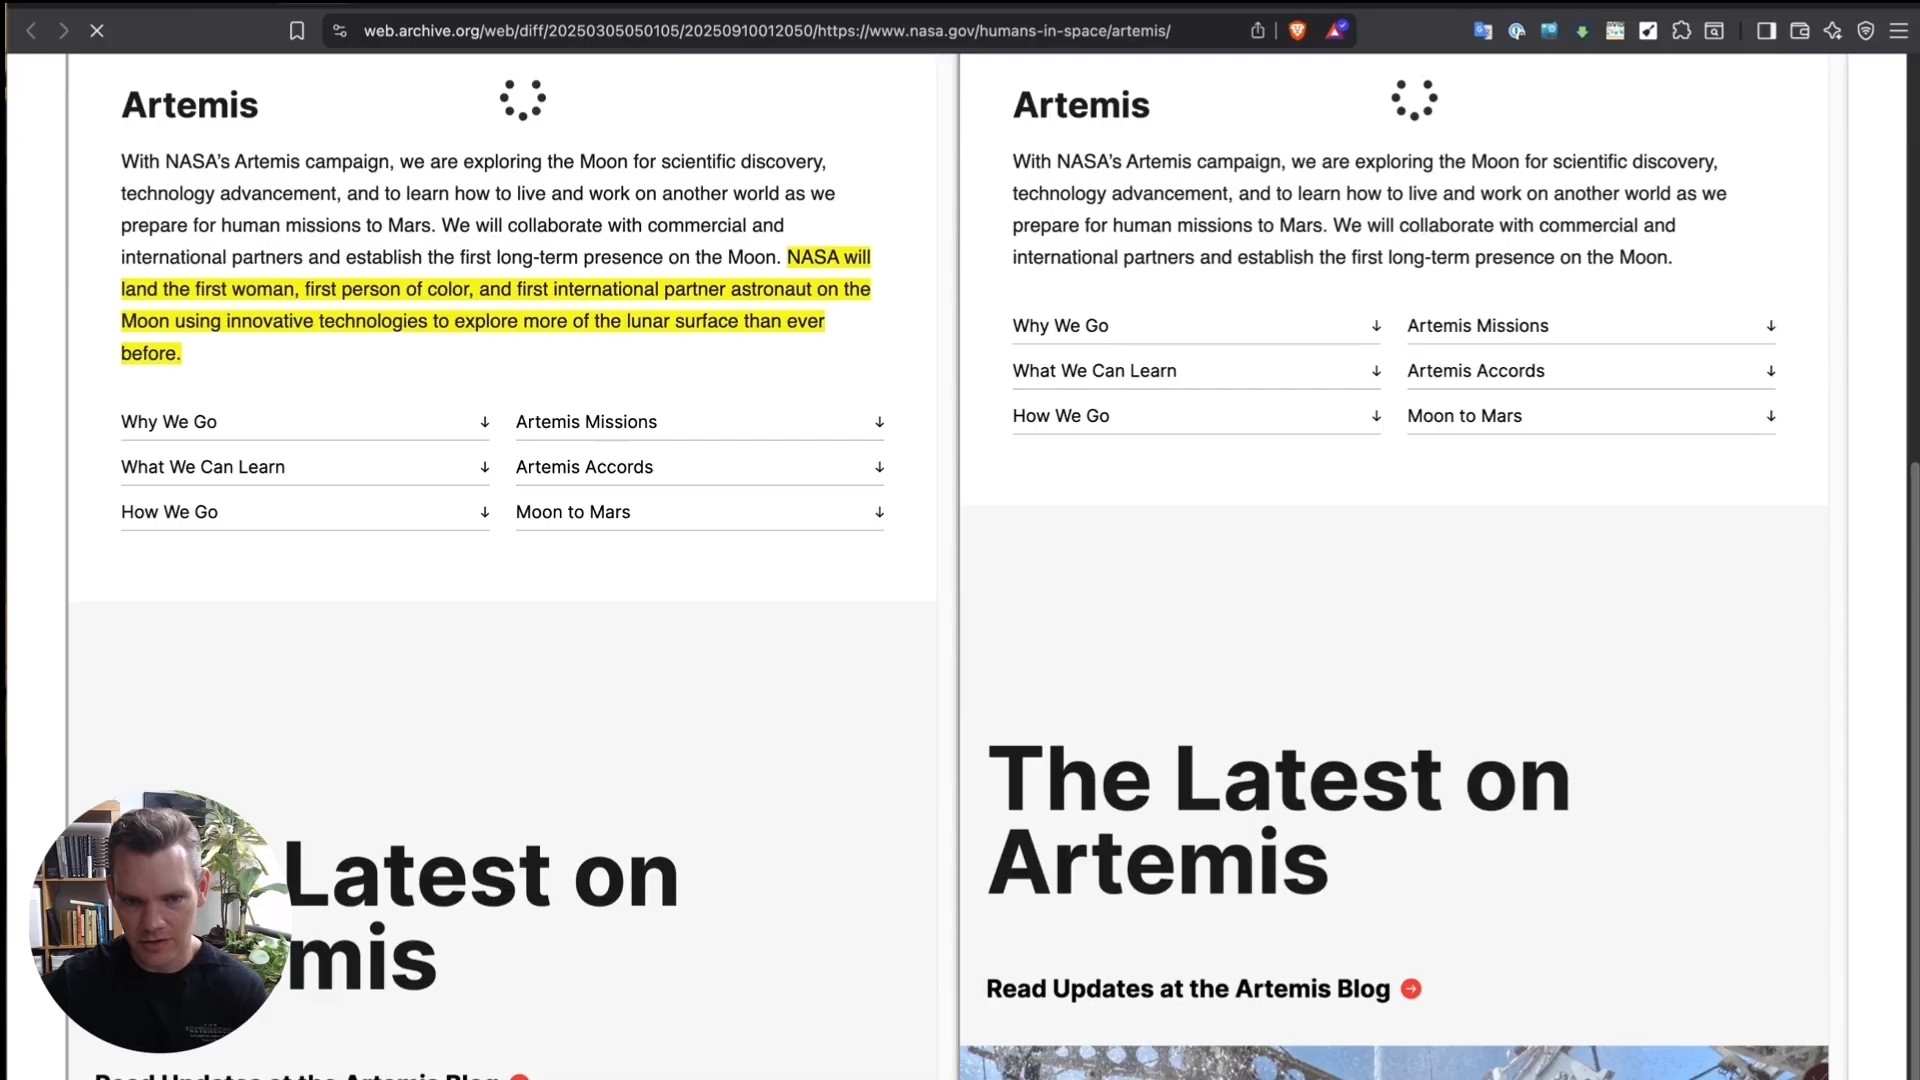 web.archive.org/web/diff/20250305050105/20250910012050/https://www.nasa.gov/humans-in-space/artemis/
Artemis
With NASA's Artemis campaign, we are exploring the Moon for scientific discovery,
technology advancement, and to learn how to live and work on another world as we
prepare for human missions to Mars. We will collaborate with commercial and
international partners and establish the first long-term presence on the Moon. NASA will
land the first woman, first person of color, and first international partner astronaut on the
Moon using innovative technologies to explore more of the lunar surface than ever
before.
Why We Go
Artemis Missions
What We Can Learn
Artemis Accords
How We Go
Moon to Mars
Latest on
mis
Read Updates at the Artemis Blog
Artemis
With NASA's Artemis campaign, we are exploring the Moon for scientific discovery,
technology advancement, and to learn how to live and work on another world as we
prepare for human missions to Mars. We will collaborate with commercial and
international partners and establish the first long-term presence on the Moon.
Why We Go
Artemis Missions
What We Can Learn
Artemis Accords
How We Go
Moon to Mars
The Latest on
Artemis
Read Updates at the Artemis Blog